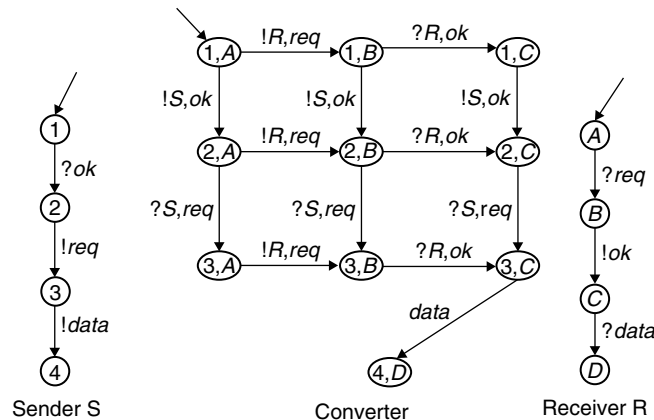 1,A !R,req 1,B ?R,ok 1,C
!S,ok !S,ok !S,ok
1 A
?ok 2,A !R,req 2,B ?R,ok 2,C ?req
2 ?S,req ?S,req ?S,req B
!req !ok
3 3,A !R,req 3,B ?R,ok 3,C C
!data data ?data
4 4,D D
Sender S Converter Receiver R